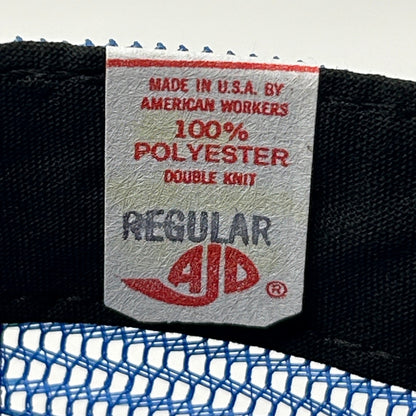 MADE IN U.S.A. BY
AMERICAN WORKERS
100%
POLYESTER
DOUBLE KNIT
REGULAR
AJD ®